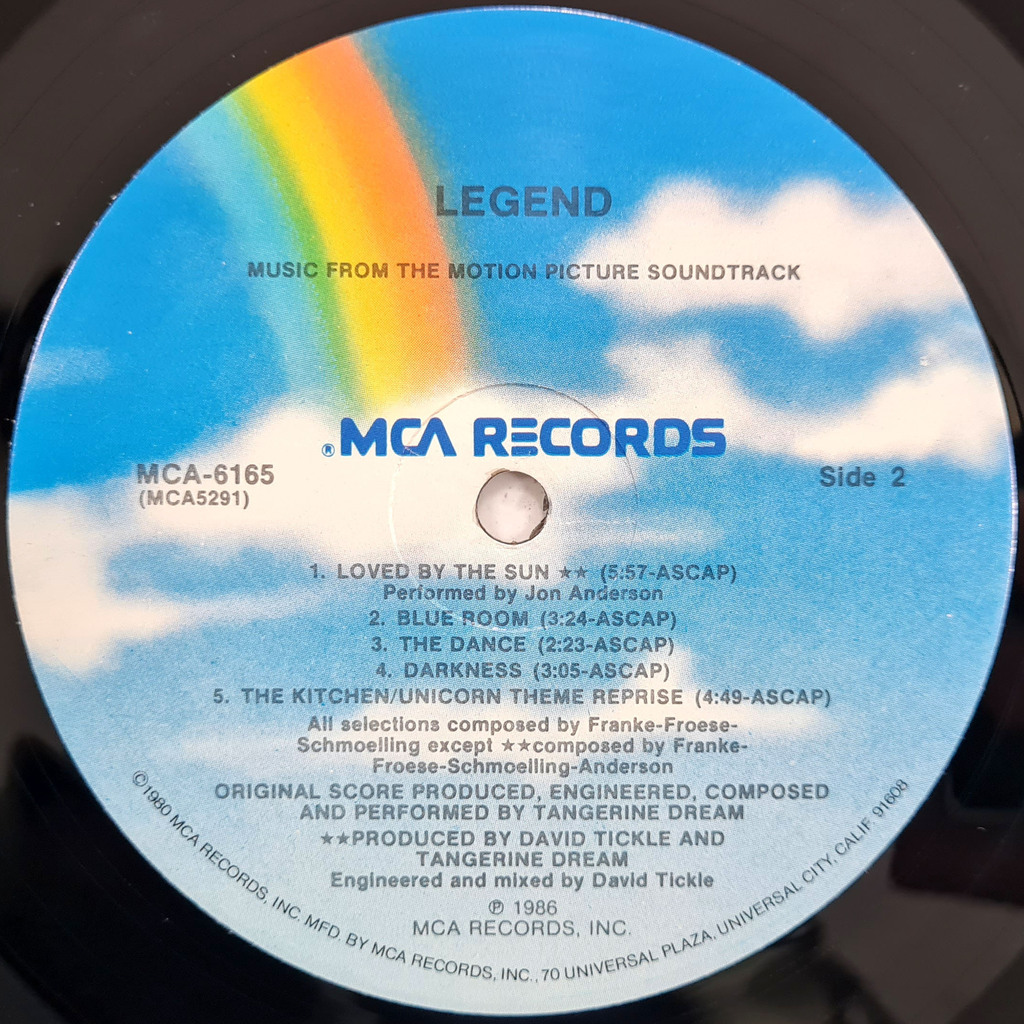 LEGEND
MUSIC FROM THE MOTION PICTURE SOUNDTRACK
®MCA RECORDS
MCA-6165
(MCA5291)
Side 2
1. LOVED BY THE SUN ★★ (5:57-ASCAP)
Performed by Jon Anderson
2. BLUE ROOM (3:24-ASCAP)
3. THE DANCE (2:23-ASCAP)
4. DARKNESS (3:05-ASCAP)
5. THE KITCHEN/UNICORN THEME REPRISE (4:49-ASCAP)
All selections composed by Franke-Froese-
Schmoelling except ★★composed by Franke-
Froese-Schmoelling-Anderson
ORIGINAL SCORE PRODUCED, ENGINEERED, COMPOSED
AND PERFORMED BY TANGERINE DREAM
★★PRODUCED BY DAVID TICKLE AND
TANGERINE DREAM
Engineered and mixed by David Tickle
℗ 1986
MCA RECORDS, INC.
©1980 MCA RECORDS, INC. MFD. BY MCA RECORDS, INC., 70 UNIVERSAL PLAZA, UNIVERSAL CITY, CALIF. 91608